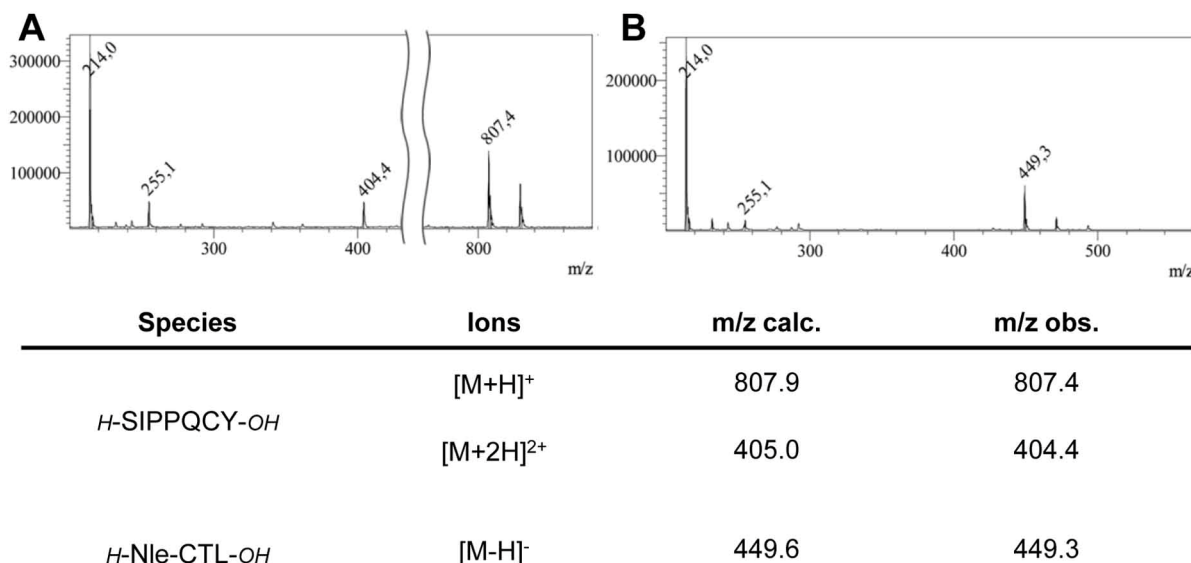 A
300000
200000
100000
214,0
255,1
404,4
807,4
300
400
800
m/z
B
200000
100000
214,0
255,1
449,3
300
400
500
m/z
Species Ions m/z calc. m/z obs.
H-SIPPQCY-OH
[M+H]+ 807.9 807.4
[M+2H]2+ 405.0 404.4
H-Nle-CTL-OH [M-H]- 449.6 449.3